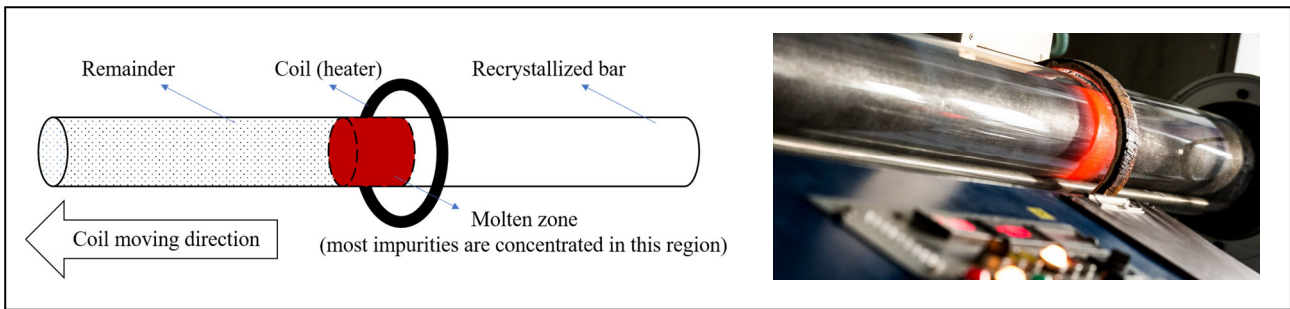 Remainder
Coil (heater)
Recrystallized bar
Molten zone
(most impurities are concentrated in this region)
Coil moving direction